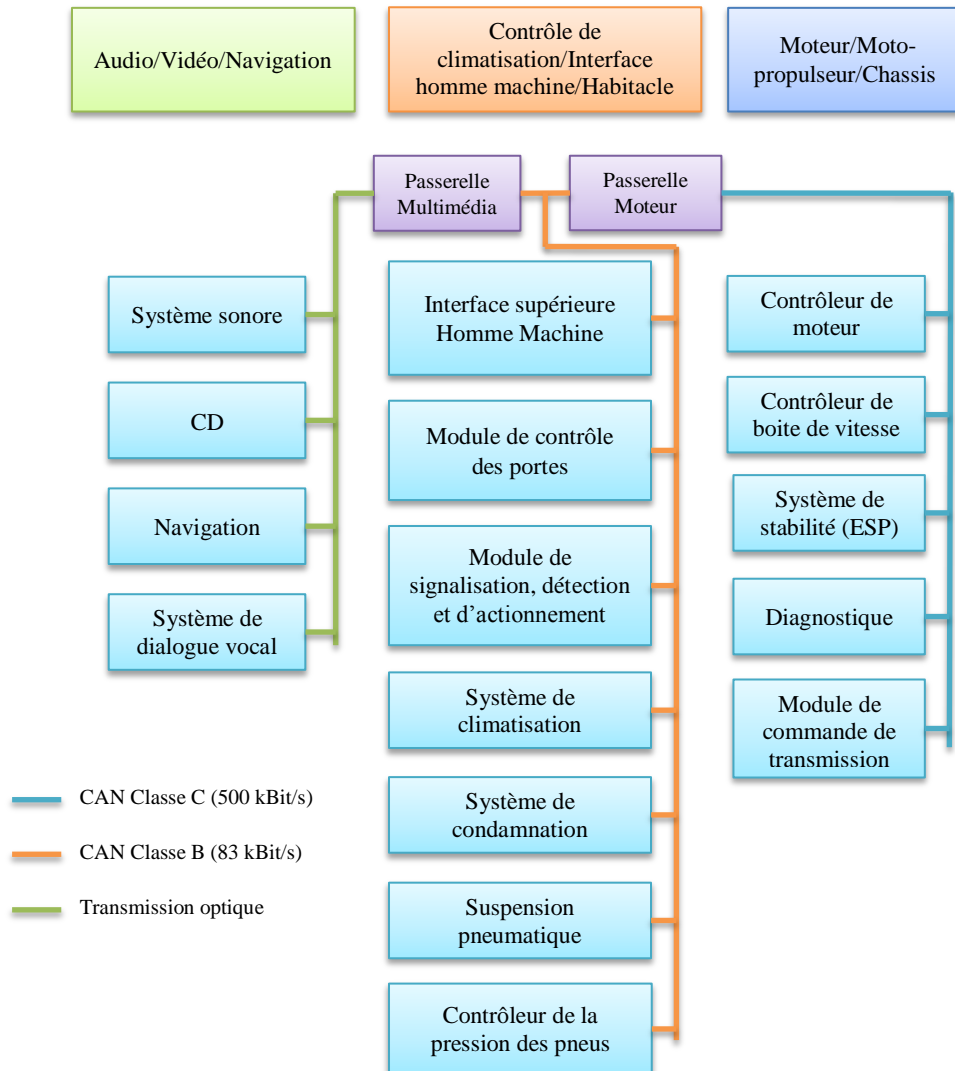 Audio/Vidéo/Navigation
Contrôle de
climatisation/Interface
homme machine/Habitacle
Moteur/Moto-
propulseur/Chassis
Passerelle
Multimédia
Passerelle
Moteur
Système sonore
CD
Navigation
Système de
dialogue vocal
Interface supérieure
Homme Machine
Module de contrôle
des portes
Module de
signalisation, détection
et d’actionnement
Système de
climatisation
Système de
condamnation
Suspension
pneumatique
Contrôleur de la
pression des pneus
Contrôleur de
moteur
Contrôleur de
boite de vitesse
Système de
stabilité (ESP)
Diagnostique
Module de
commande de
transmission
CAN Classe C (500 kBit/s)
CAN Classe B (83 kBit/s)
Transmission optique